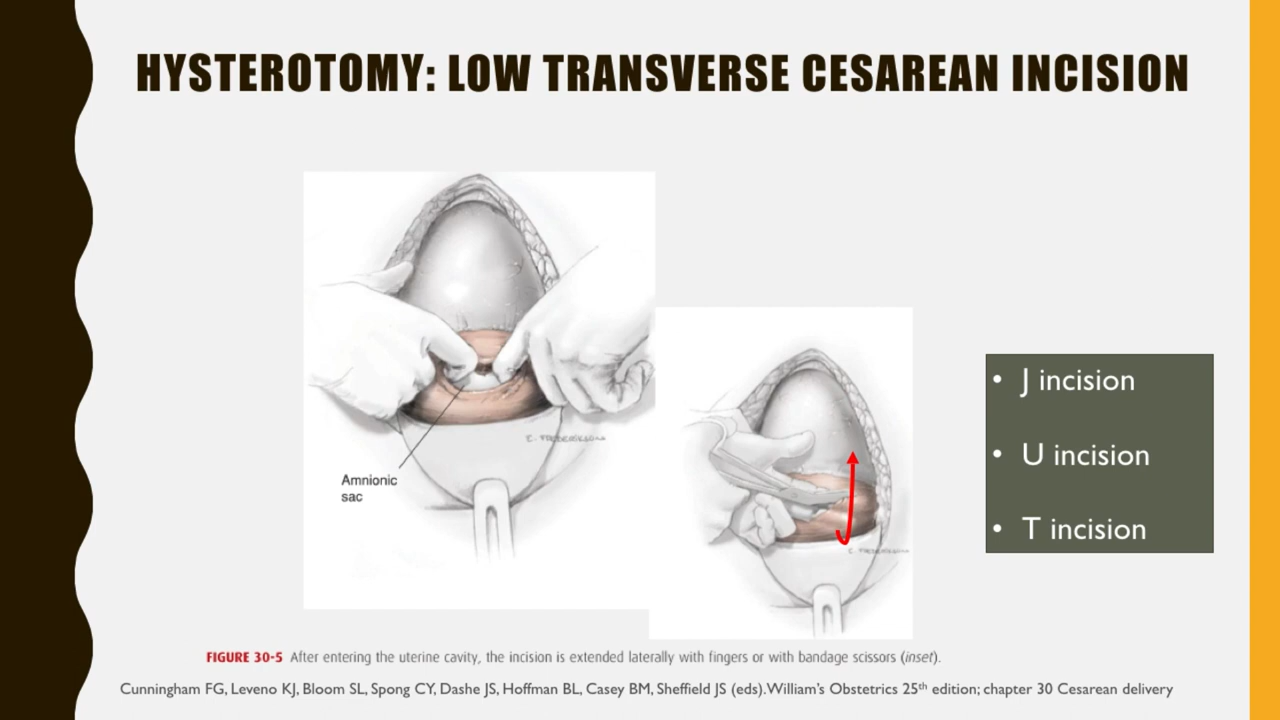 HYSTEROTOMY: LOW TRANSVERSE CESAREAN INCISION
Amnionic
sac
• J incision
• U incision
• T incision
FIGURE 30-5 After entering the uterine cavity, the incision is extended laterally with fingers or with bandage scissors (inset).
Cunningham FG, Leveno KJ, Bloom SL, Spong CY, Dashe JS, Hoffman BL, Casey BM, Sheffield JS (eds).William's Obstetrics 25th edition; chapter 30 Cesarean delivery